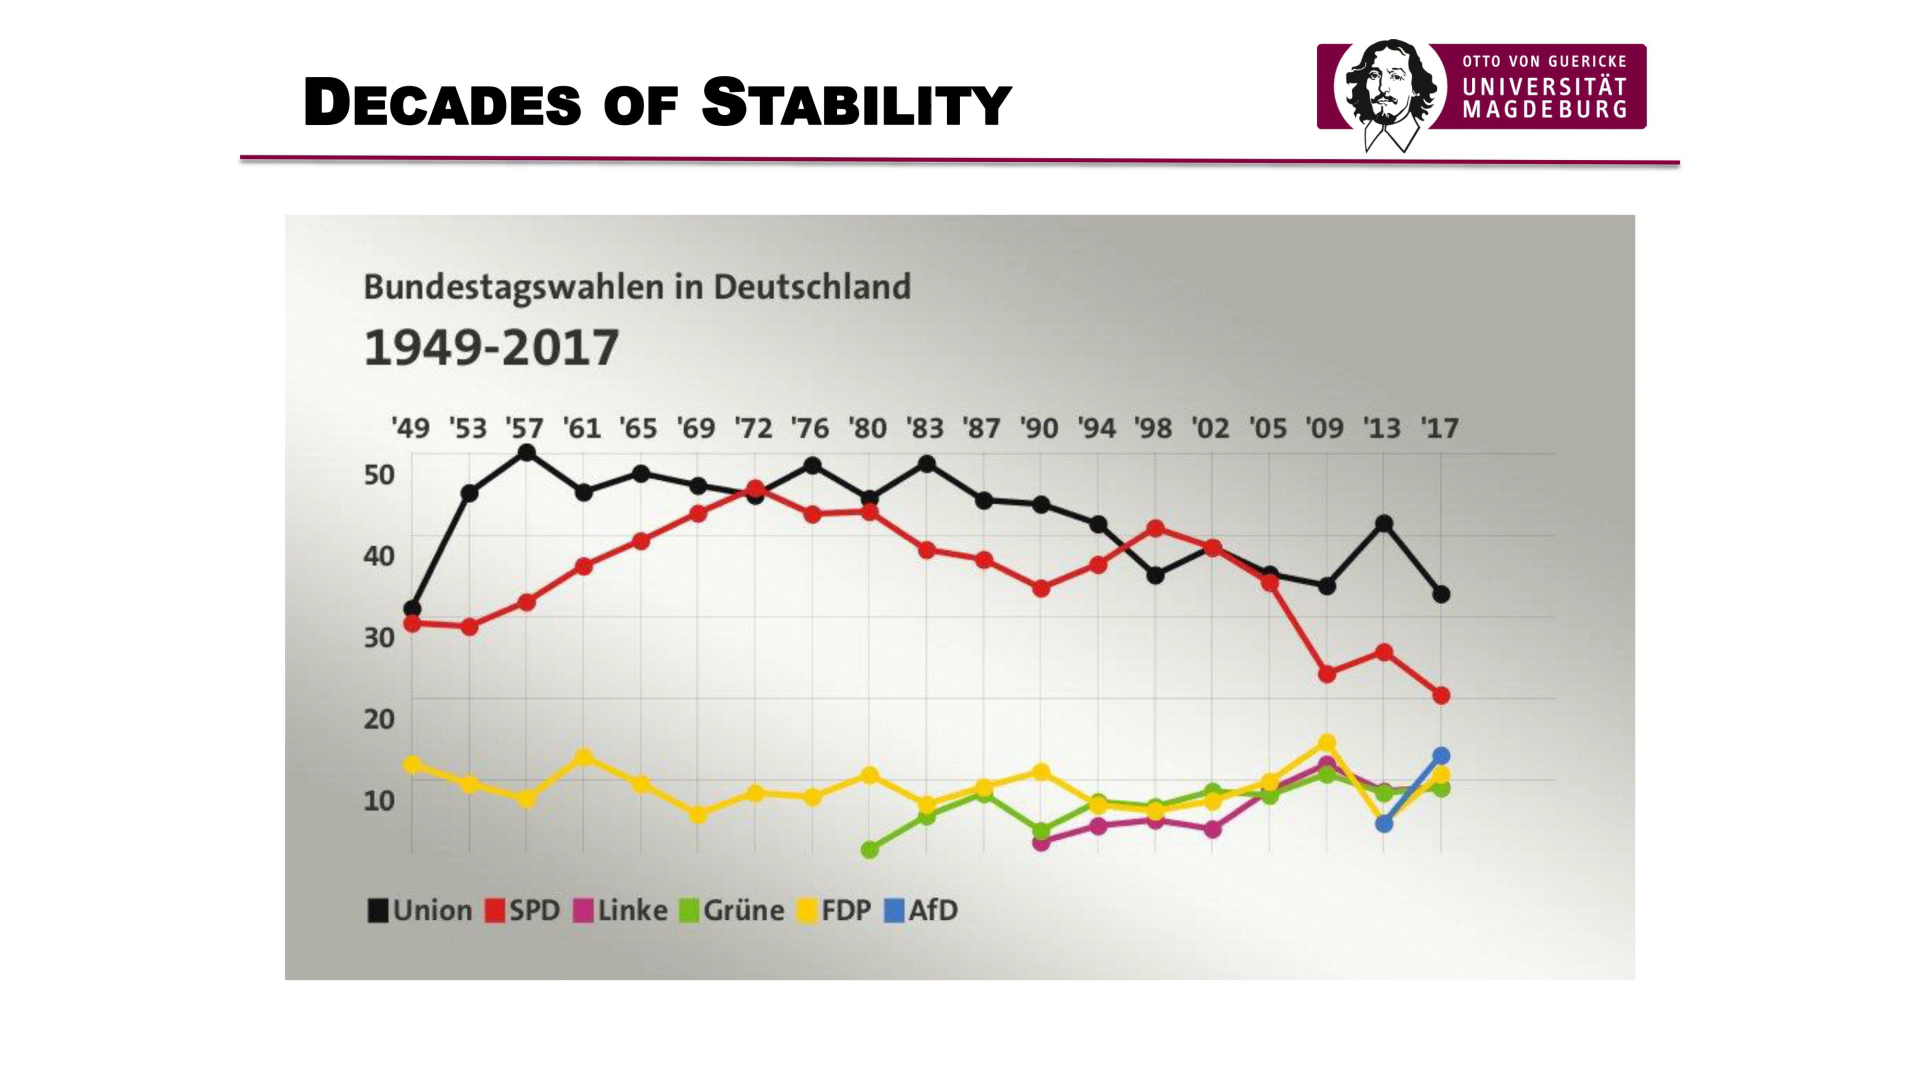 DECADES OF STABILITY
OTTO VON GUERICKE
UNIVERSITÄT
MAGDEBURG
Bundestagswahlen in Deutschland
1949-2017
'49 '53 '57 '61 '65 '69 '72 '76 '80 '83 '87 '90 '94 '98 '02 '05 '09 '13 '17
50
40
30
20
10
Union SPD Linke Grüne FDP AfD